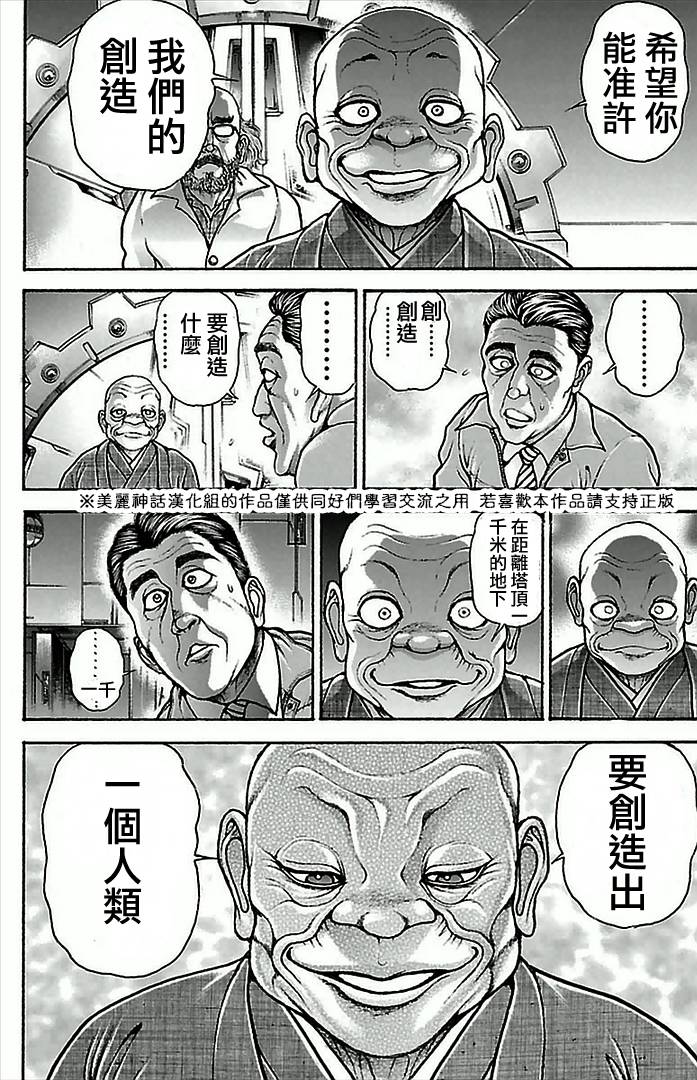 希望你
能准許
我們的
創造
⋯⋯⋯
創⋯
創造
⋯⋯
⋯⋯⋯
要創造
什麼
※美麗神話漢化組的作品僅供同好們學習交流之用 若喜歡本作品請支持正版
在距離塔頂一
千米的地下
⋯⋯
一千⋯
要創造出
一個人類